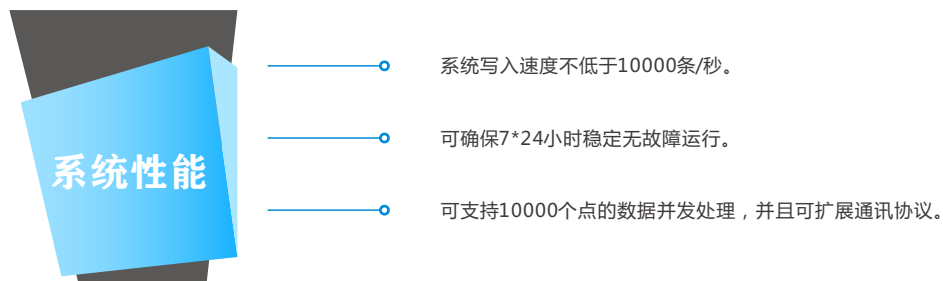 系统性能
系统写入速度不低于10000条/秒。
可确保7*24小时稳定无故障运行。
可支持10000个点的数据并发处理，并且可扩展通讯协议。